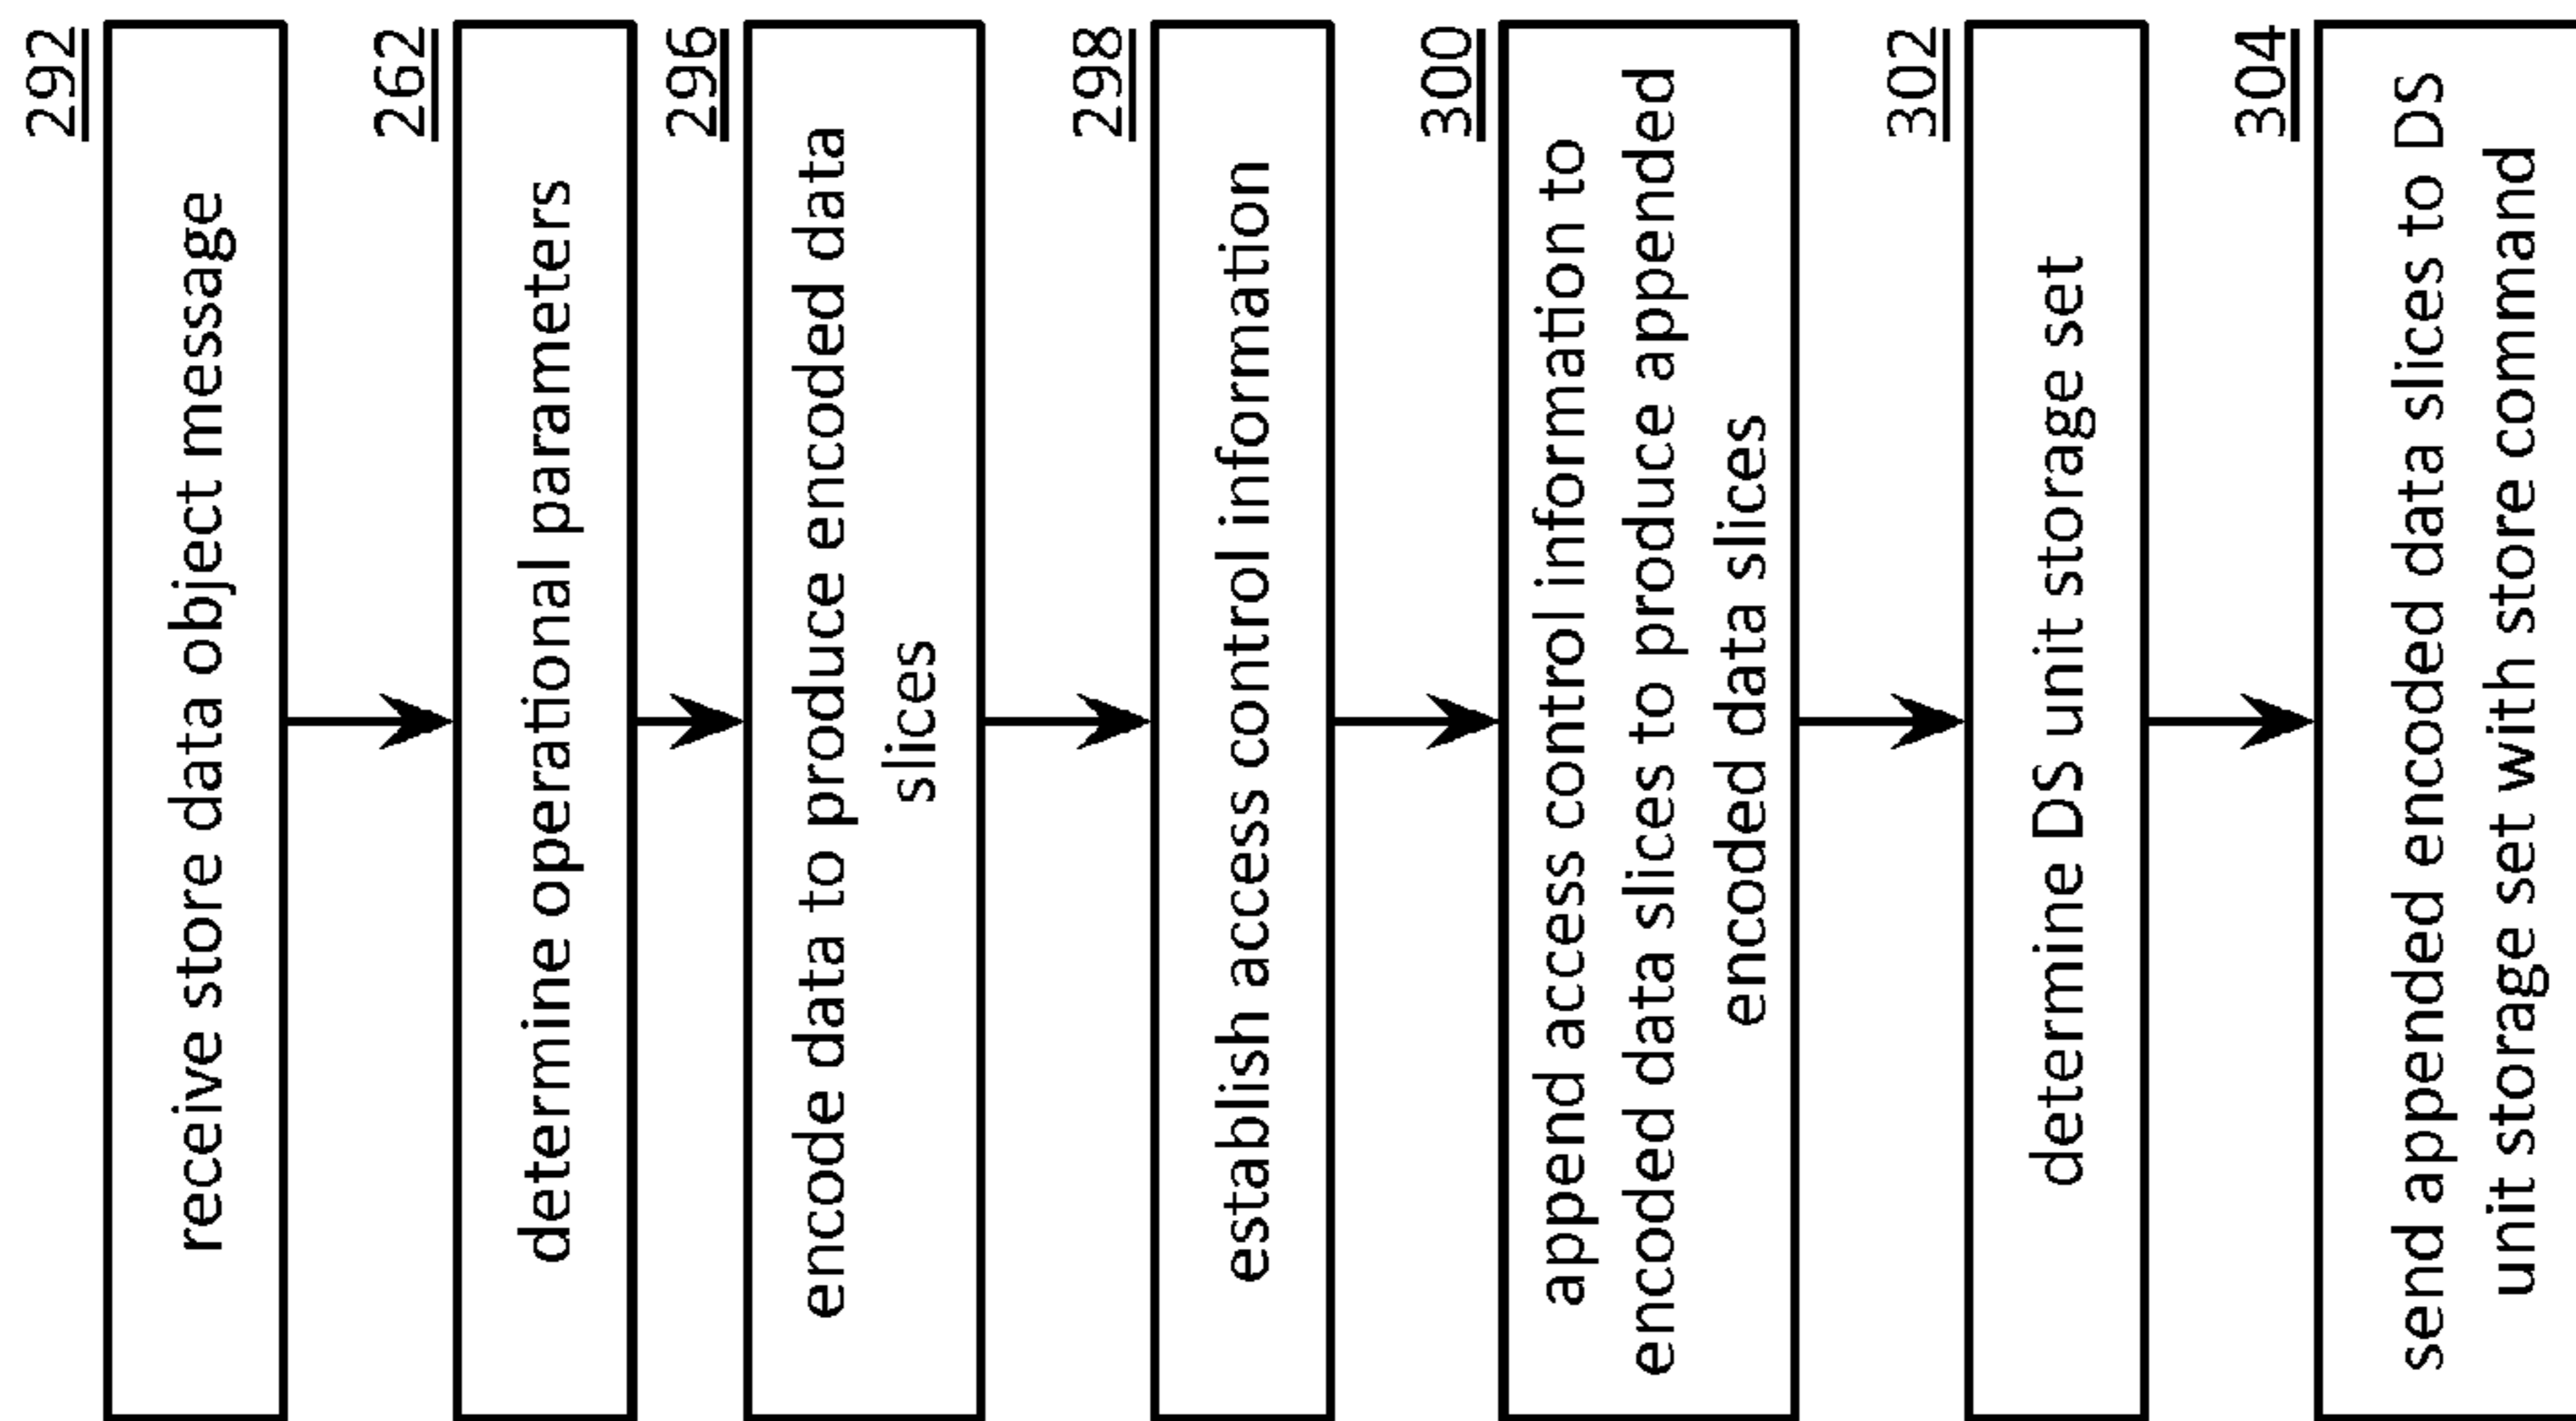 292
receive store data object message
262
determine operational parameters
296
encode data to produce encoded data
slices
298
establish access control information
300
append access control information to
encoded data slices to produce appended
encoded data slices
302
determine DS unit storage set
304
send appended encoded data slices to DS
unit storage set with store command